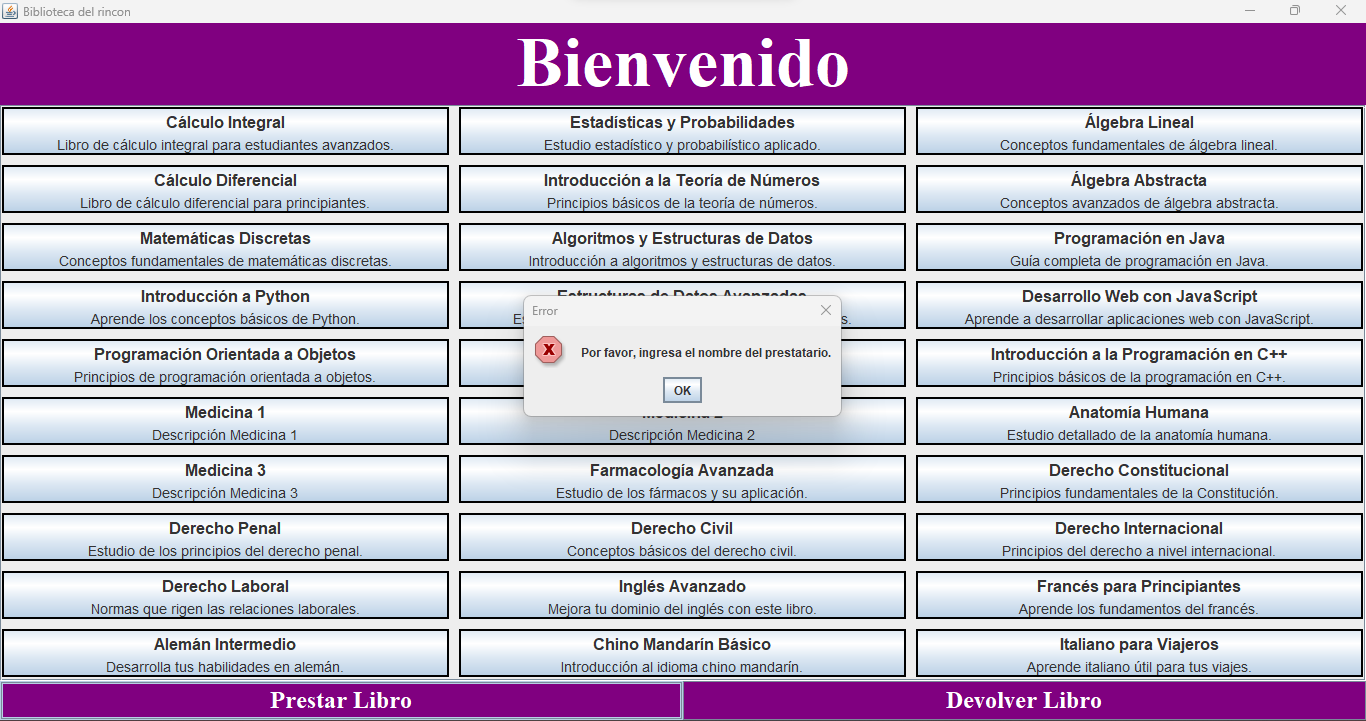 Biblioteca del rincon
Bienvenido
Cálculo Integral
Libro de cálculo integral para estudiantes avanzados.
Estadísticas y Probabilidades
Estudio estadístico y probabilístico aplicado.
Álgebra Lineal
Conceptos fundamentales de álgebra lineal.
Cálculo Diferencial
Libro de cálculo diferencial para principiantes.
Introducción a la Teoría de Números
Principios básicos de la teoría de números.
Álgebra Abstracta
Conceptos avanzados de álgebra abstracta.
Matemáticas Discretas
Conceptos fundamentales de matemáticas discretas.
Algoritmos y Estructuras de Datos
Introducción a algoritmos y estructuras de datos.
Programación en Java
Guía completa de programación en Java.
Introducción a Python
Aprende los conceptos básicos de Python.
Estructuras de Datos Avanzadas
Desarrollo Web con JavaScript
Aprende a desarrollar aplicaciones web con JavaScript.
Error
Por favor, ingresa el nombre del prestatario.
OK
Programación Orientada a Objetos
Principios de programación orientada a objetos.
Introducción a la Programación en C++
Principios básicos de la programación en C++.
Medicina 1
Descripción Medicina 1
Medicina 2
Descripción Medicina 2
Anatomía Humana
Estudio detallado de la anatomía humana.
Medicina 3
Descripción Medicina 3
Farmacología Avanzada
Estudio de los fármacos y su aplicación.
Derecho Constitucional
Principios fundamentales de la Constitución.
Derecho Penal
Estudio de los principios del derecho penal.
Derecho Civil
Conceptos básicos del derecho civil.
Derecho Internacional
Principios del derecho a nivel internacional.
Derecho Laboral
Normas que rigen las relaciones laborales.
Inglés Avanzado
Mejora tu dominio del inglés con este libro.
Francés para Principiantes
Aprende los fundamentos del francés.
Alemán Intermedio
Desarrolla tus habilidades en alemán.
Chino Mandarín Básico
Introducción al idioma chino mandarín.
Italiano para Viajeros
Aprende italiano útil para tus viajes.
Prestar Libro
Devolver Libro